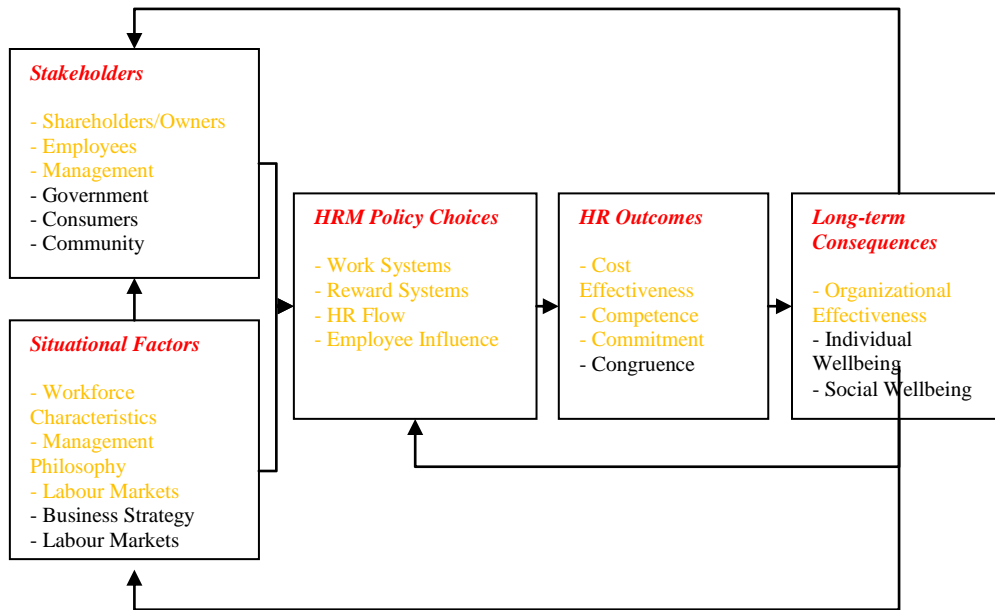 Stakeholders
- Shareholders/Owners
- Employees
- Management
- Government
- Consumers
- Community
Situational Factors
- Workforce
Characteristics
- Management
Philosophy
- Labour Markets
- Business Strategy
- Labour Markets
HRM Policy Choices
- Work Systems
- Reward Systems
- HR Flow
- Employee Influence
HR Outcomes
- Cost
Effectiveness
- Competence
- Commitment
- Congruence
Long-term
Consequences
- Organizational
Effectiveness
- Individual
Wellbeing
- Social Wellbeing